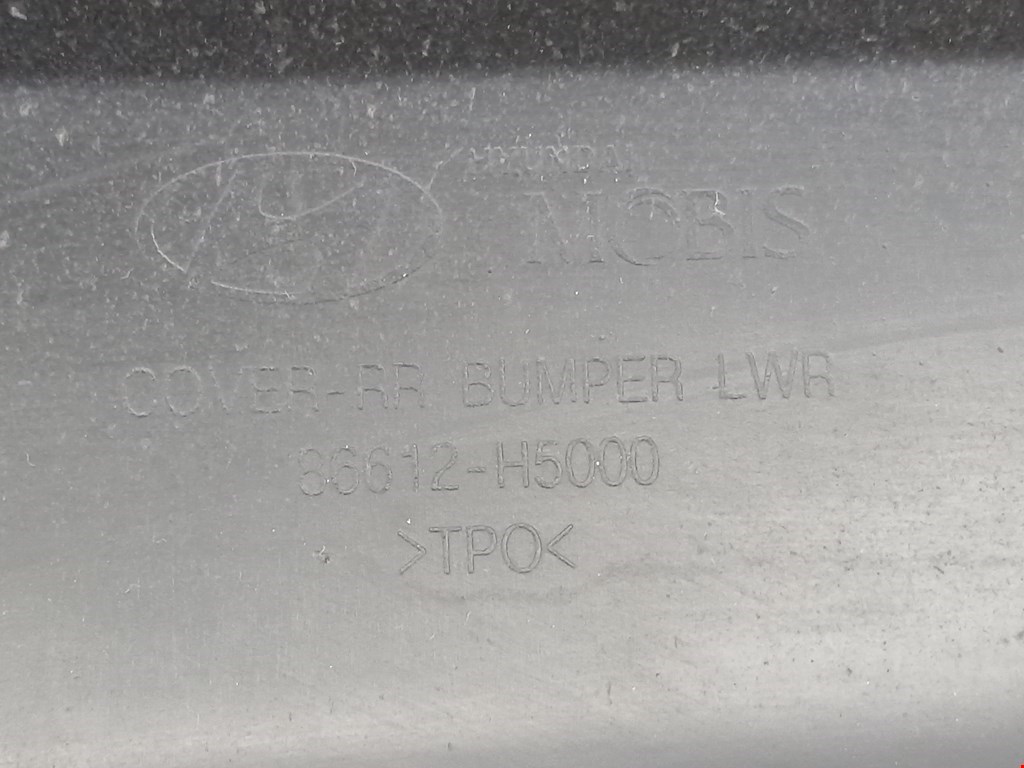 HYUNDAI
MOBIS
COVER-RR BUMPER LWR
86612-H5000
>TPO<